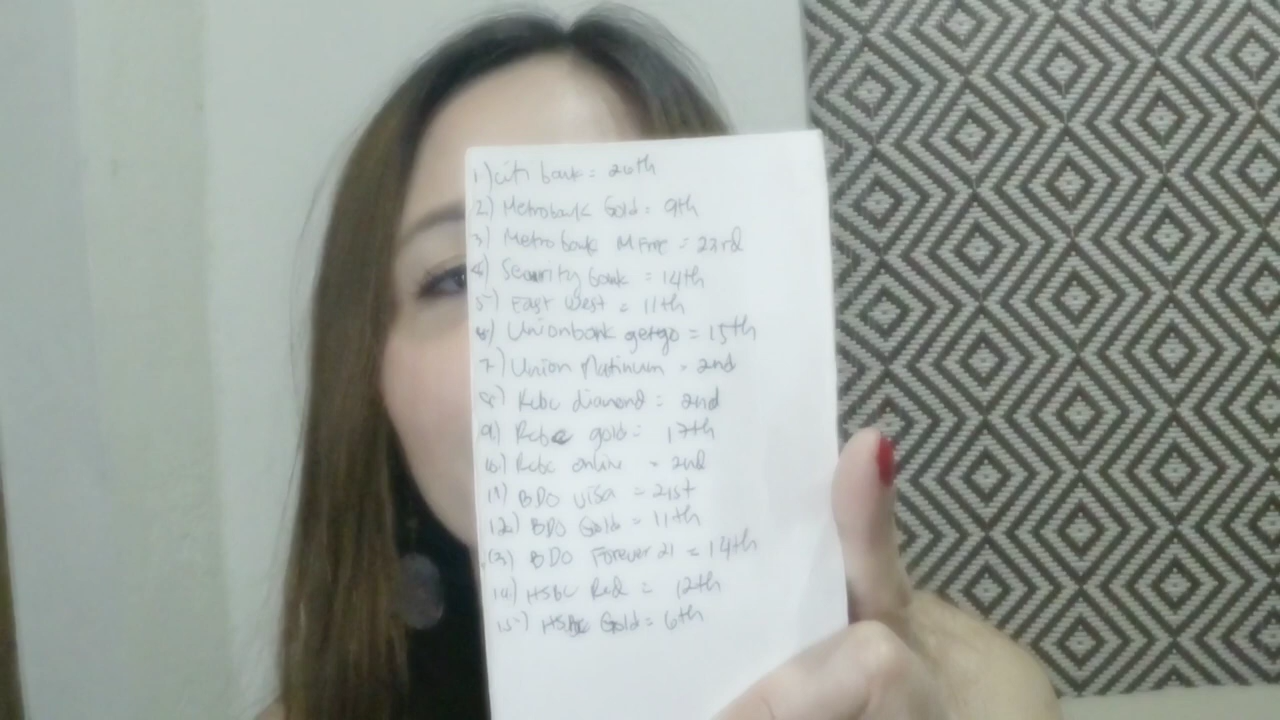 1) citi bank = 26th
2) Metrobank Gold = 9th
3) Metrobank M Free = 23rd
4) Security bank = 14th
5) East West = 11th
6) Unionbank getgo = 15th
7) Union Platinum = 2nd
8) Rcbc diamond = 2nd
9) Rcbc gold = 17th
10) Rcbc online = 2nd
11) BDO Visa = 21st
12) BDO Gold = 11th
13) BDO Forever 21 = 14th
14) HSBC Red = 12th
15) HSBC Gold = 6th